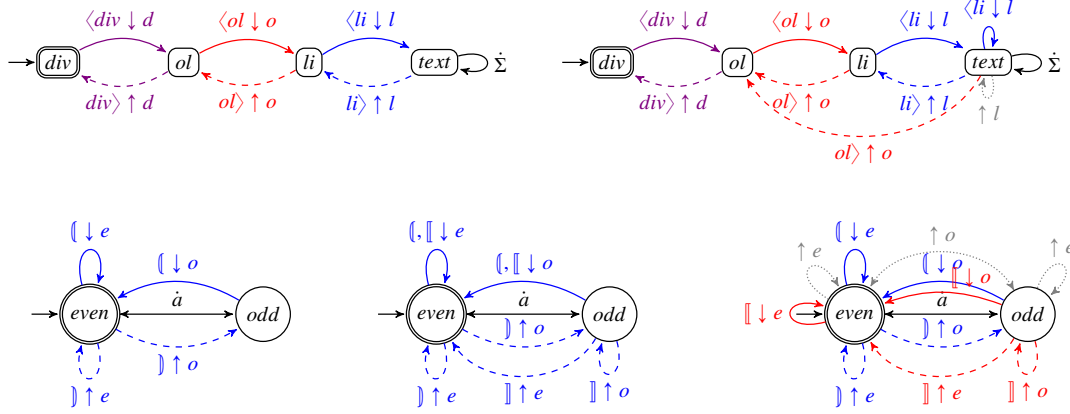 ⟨div ↓ d ⟨ol ↓ o ⟨li ↓ l
div ol li text Σ̇
div⟩ ↑ d ol⟩ ↑ o li⟩ ↑ l
⟨li ↓ l
⟨div ↓ d ⟨ol ↓ o ⟨li ↓ l
div ol li text Σ̇
div⟩ ↑ d ol⟩ ↑ o li⟩ ↑ l ↑ l
ol⟩ ↑ o
⦅ ↓ e
⦅ ↓ o
ȧ
even odd
⦆ ↑ o
⦆ ↑ e
⦅, ⟦ ↓ e
⦅, ⟦ ↓ o
ȧ
even odd
⦆ ↑ o
⦆ ↑ e ⟧ ↑ e ⟧ ↑ o
⦅ ↓ e
↑ o
↑ e ↑ e
⦅ ↓ o
⟦ ↓ o
ȧ
⟦ ↓ e even odd
⦆ ↑ o
⦆ ↑ e ⟧ ↑ e ⟧ ↑ o